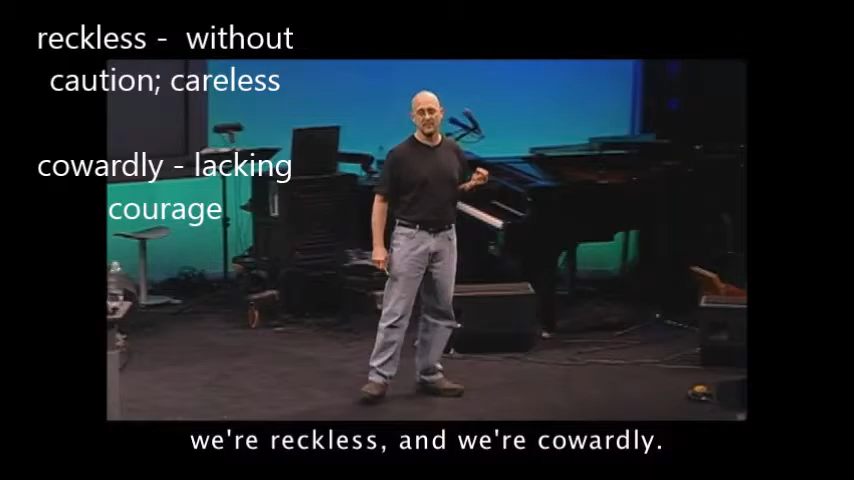 reckless -  without
caution; careless
cowardly - lacking
courage
we're reckless, and we're cowardly.